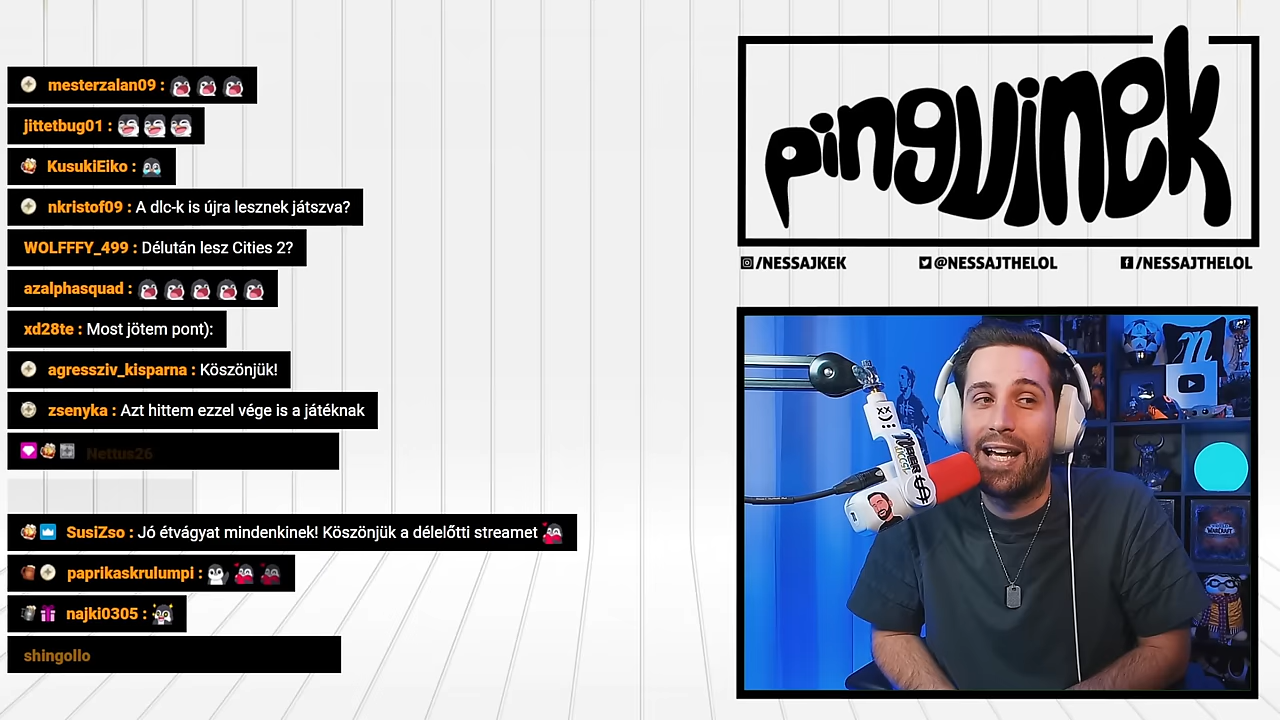 mesterzalan09 :
jittetbug01 :
KusukiEiko :
nkristof09 : A dlc-k is újra lesznek játszva?
WOLFFFY_499 : Délután lesz Cities 2?
azalphasquad :
xd28te : Most jötem pont):
agressziv_kisparna : Köszönjük!
zsenyka : Azt hittem ezzel vége is a játéknak
Nettus26
SusiZso : Jó étvágyat mindenkinek! Köszönjük a délelőtti streamet
paprikaskrulumpi :
najki0305 :
shingollo
pingvinek
/NESSAJKEK
@NESSAJTHELOL
/NESSAJTHELOL